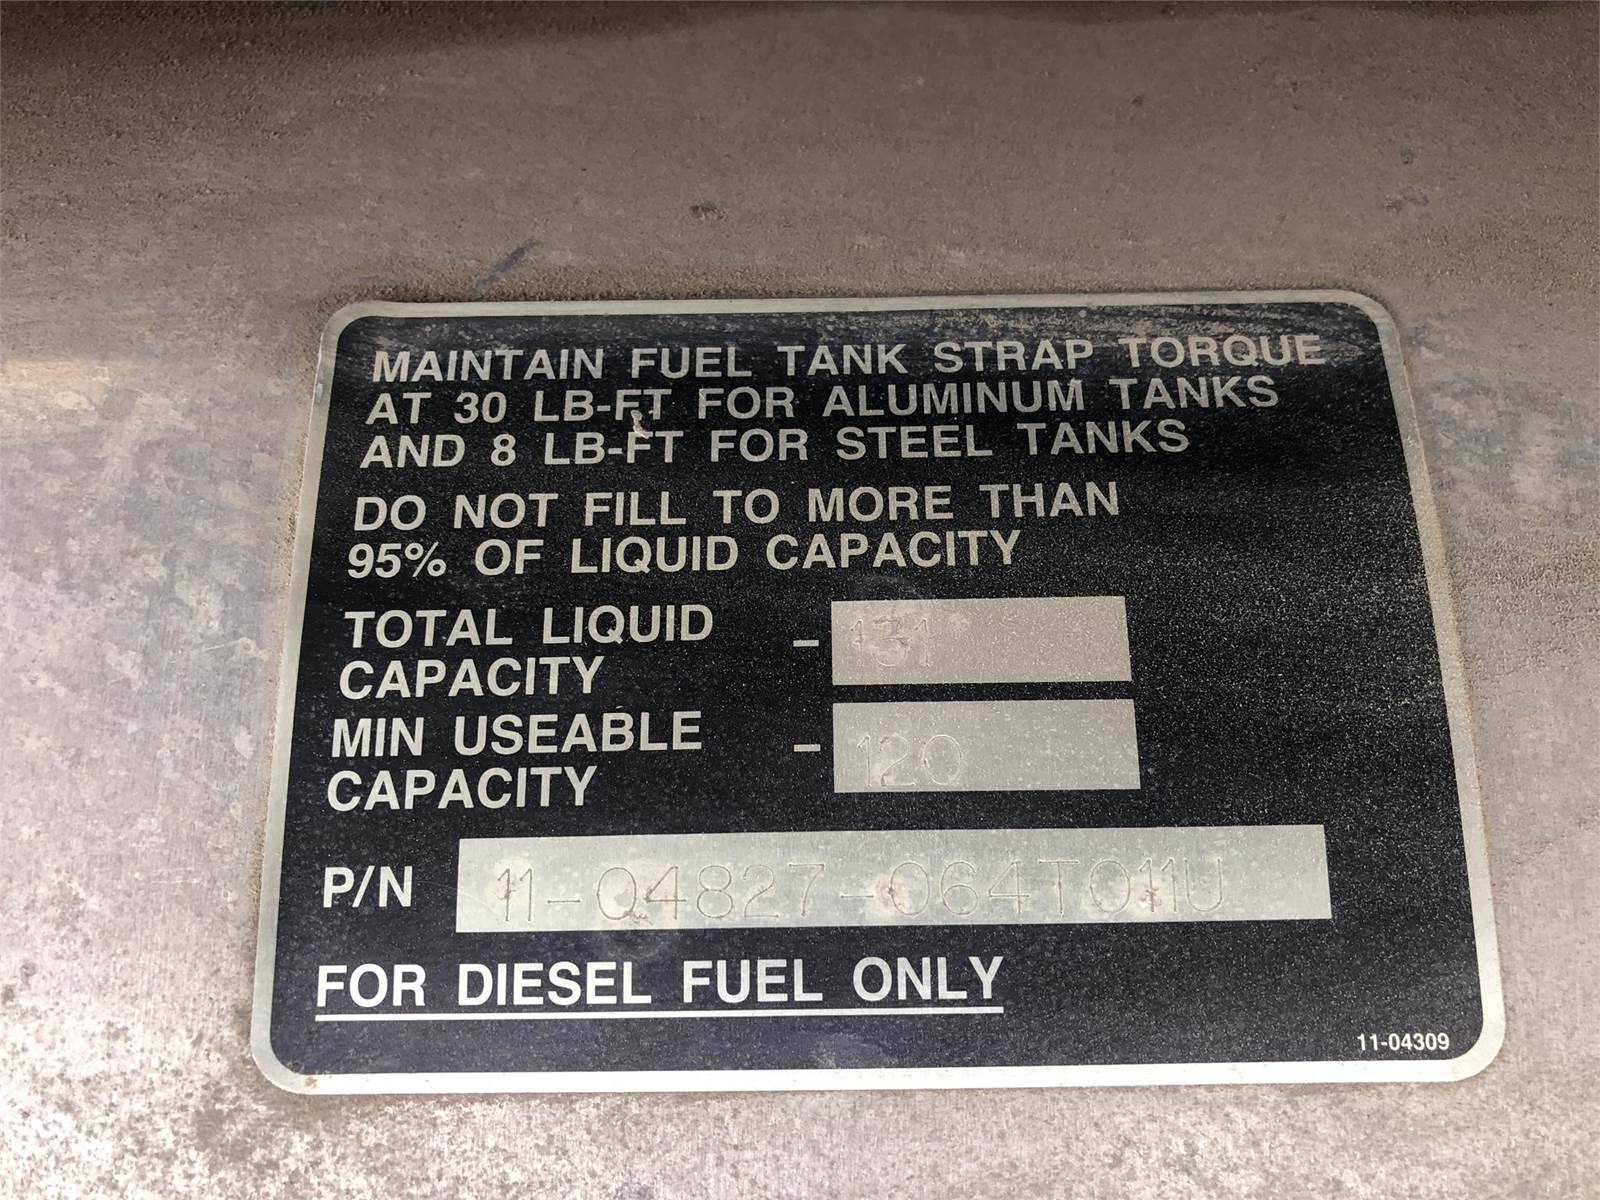 MAINTAIN FUEL TANK STRAP TORQUE
AT 30 LB-FT FOR ALUMINUM TANKS
AND 8 LB-FT FOR STEEL TANKS
DO NOT FILL TO MORE THAN
95% OF LIQUID CAPACITY
TOTAL LIQUID CAPACITY - 131
MIN USEABLE CAPACITY - 120
P/N 11-04827-064T011U
FOR DIESEL FUEL ONLY
11-04309